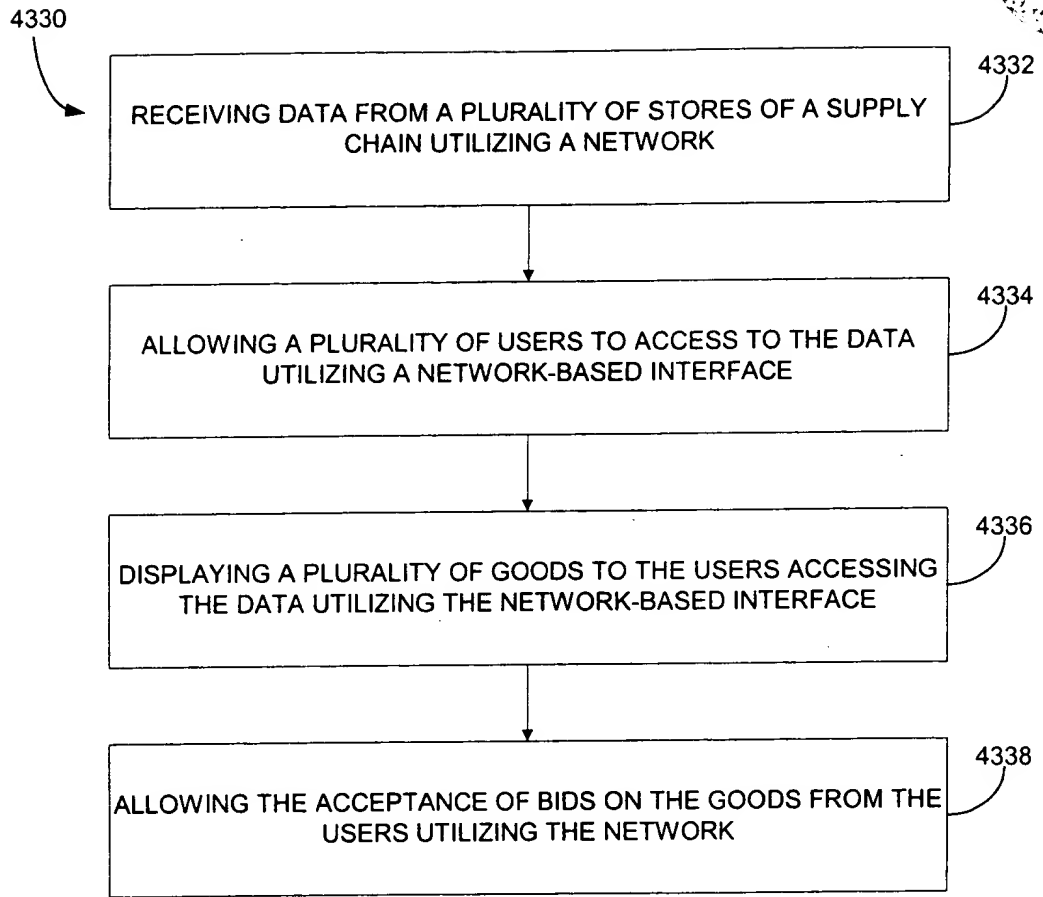 4330
4332
RECEIVING DATA FROM A PLURALITY OF STORES OF A SUPPLY
CHAIN UTILIZING A NETWORK
4334
ALLOWING A PLURALITY OF USERS TO ACCESS TO THE DATA
UTILIZING A NETWORK-BASED INTERFACE
4336
DISPLAYING A PLURALITY OF GOODS TO THE USERS ACCESSING
THE DATA UTILIZING THE NETWORK-BASED INTERFACE
4338
ALLOWING THE ACCEPTANCE OF BIDS ON THE GOODS FROM THE
USERS UTILIZING THE NETWORK